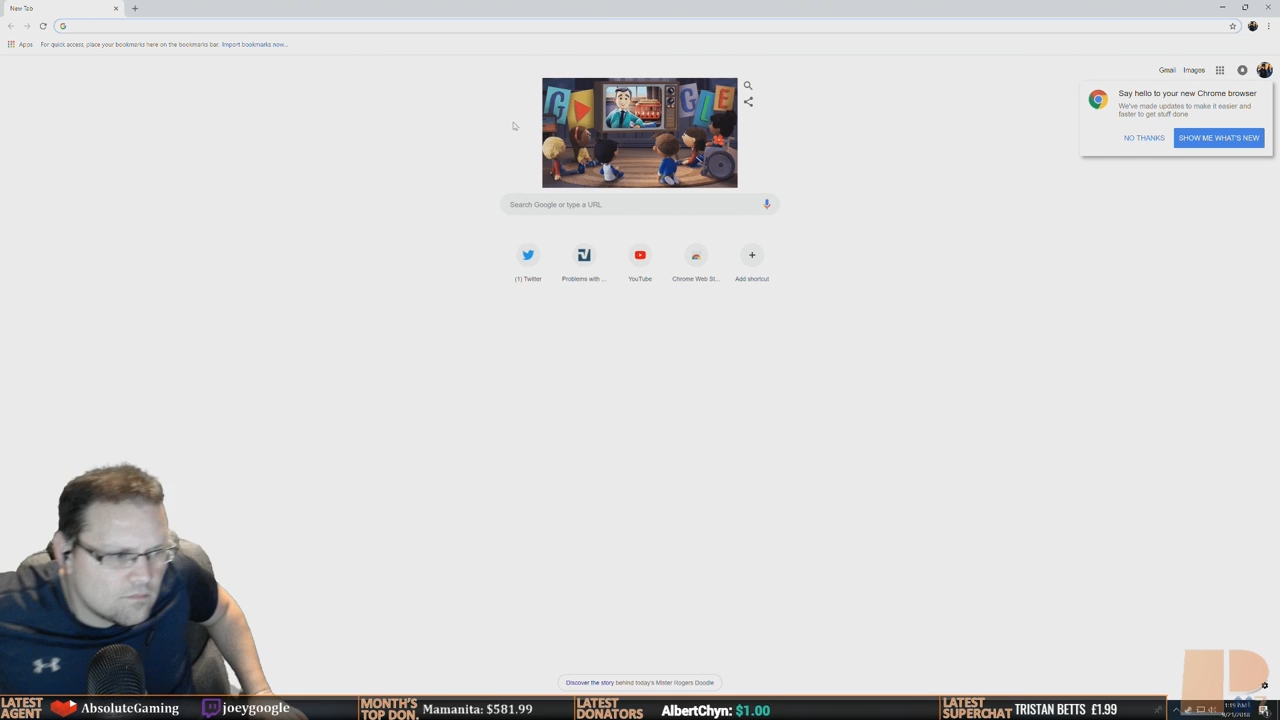 New Tab
Apps For quick access, place your bookmarks here on the bookmarks bar. Import bookmarks now...
Gmail Images
Say hello to your new Chrome browser
We've made updates to make it easier and
faster to get stuff done
NO THANKS SHOW ME WHAT'S NEW
Search Google or type a URL
(1) Twitter Problems with ... YouTube Chrome Web St... Add shortcut
Discover the story behind today's Mister Rogers Doodle
LATEST
AGENT
AbsoluteGaming
joeygoogle
MONTH'S
TOP DON.
Mamanita: $581.99
LATEST
DONATORS
AlbertChyn: $1.00
LATEST
SUPERCHAT
TRISTAN BETTS £1.99
9/21/2018